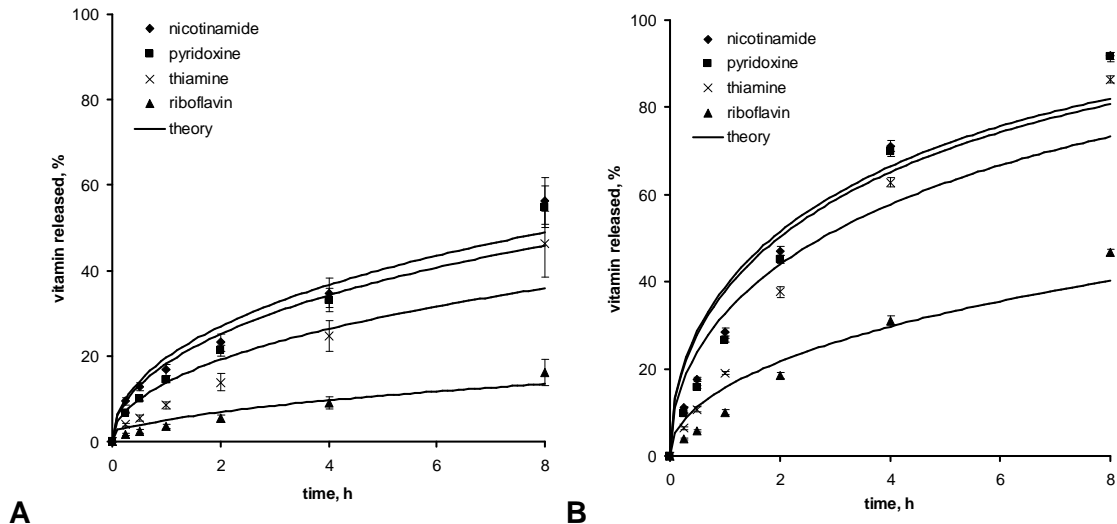 100
80
60
40
20
0
vitamin released, %
nicotinamide
pyridoxine
thiamine
riboflavin
theory
0
2
4
6
8
time, h
A
100
80
60
40
20
0
vitamin released, %
nicotinamide
pyridoxine
thiamine
riboflavin
theory
0
2
4
6
8
time, h
B